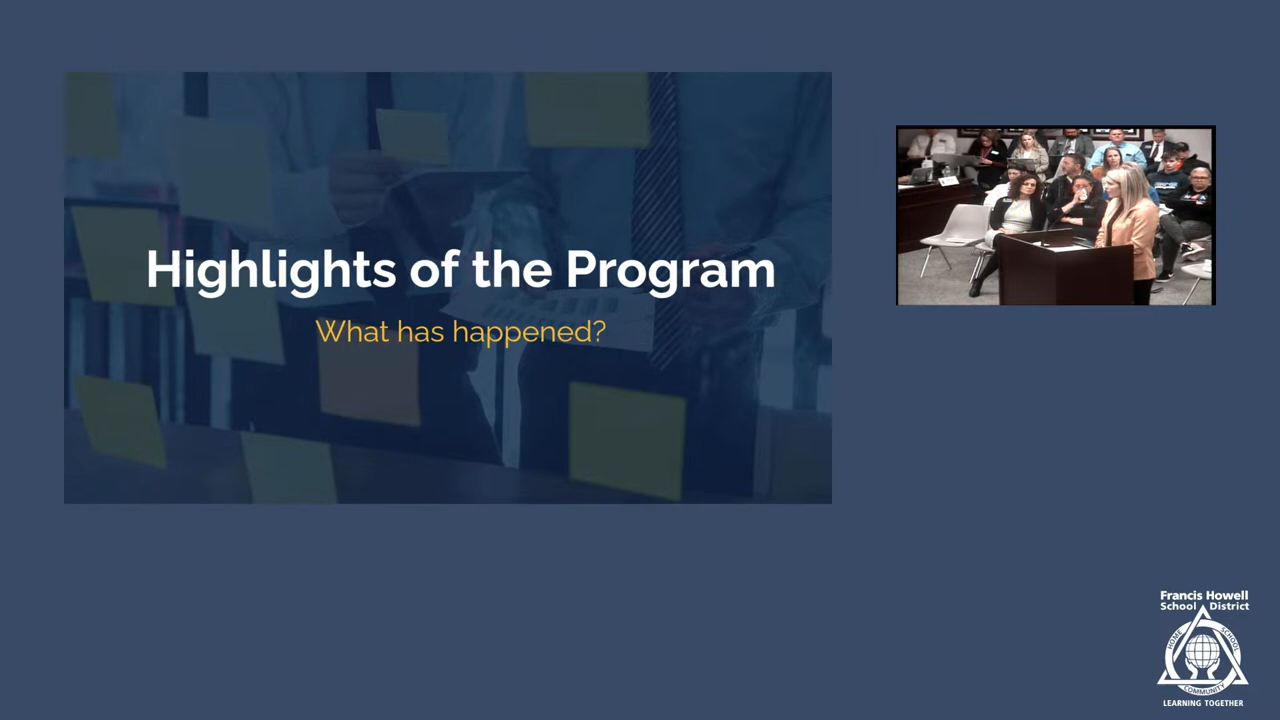 Highlights of the Program
What has happened?
Francis Howell
School District
HOME
SCHOOL
COMMUNITY
LEARNING TOGETHER